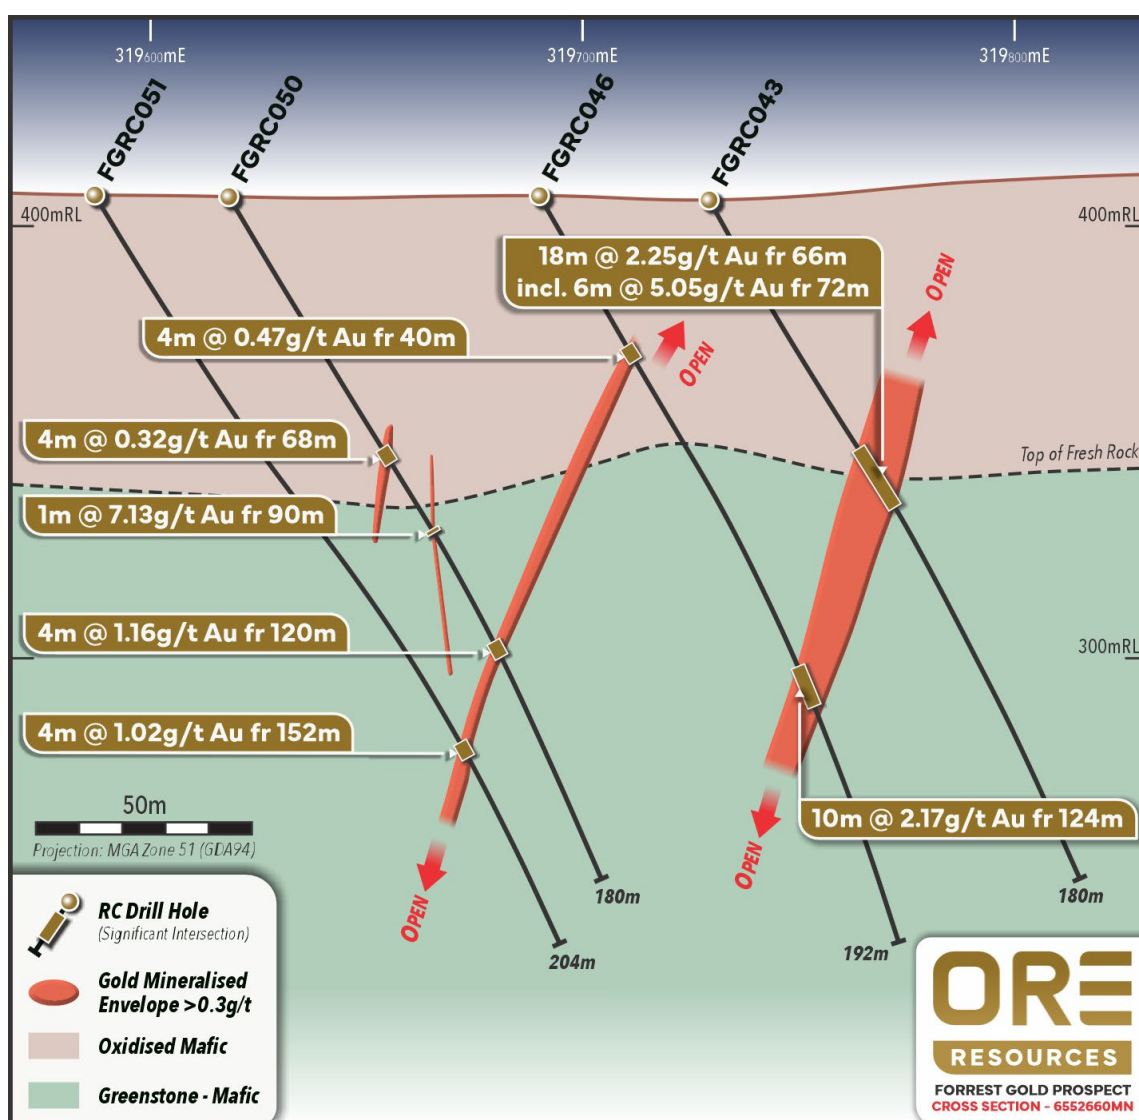 319600mE
319700mE
319800mE
FGRC051
FGRC050
FGRC046
FGRC043
400mRL
400mRL
18m @ 2.25g/t Au fr 66m
incl. 6m @ 5.05g/t Au fr 72m
OPEN
4m @ 0.47g/t Au fr 40m
OPEN
4m @ 0.32g/t Au fr 68m
Top of Fresh Rock
1m @ 7.13g/t Au fr 90m
4m @ 1.16g/t Au fr 120m
300mRL
4m @ 1.02g/t Au fr 152m
50m
Projection: MGA Zone 51 (GDA94)
10m @ 2.17g/t Au fr 124m
OPEN
OPEN
180m
180m
204m
192m
RC Drill Hole
(Significant Intersection)
Gold Mineralised
Envelope >0.3g/t
Oxidised Mafic
Greenstone - Mafic
ORE
RESOURCES
FORREST GOLD PROSPECT
CROSS SECTION - 6552660MN